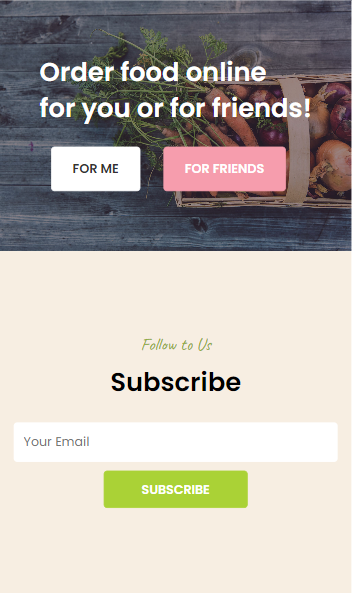 Order food online
for you or for friends!
FOR ME
FOR FRIENDS
Follow to Us
Subscribe
Your Email
SUBSCRIBE